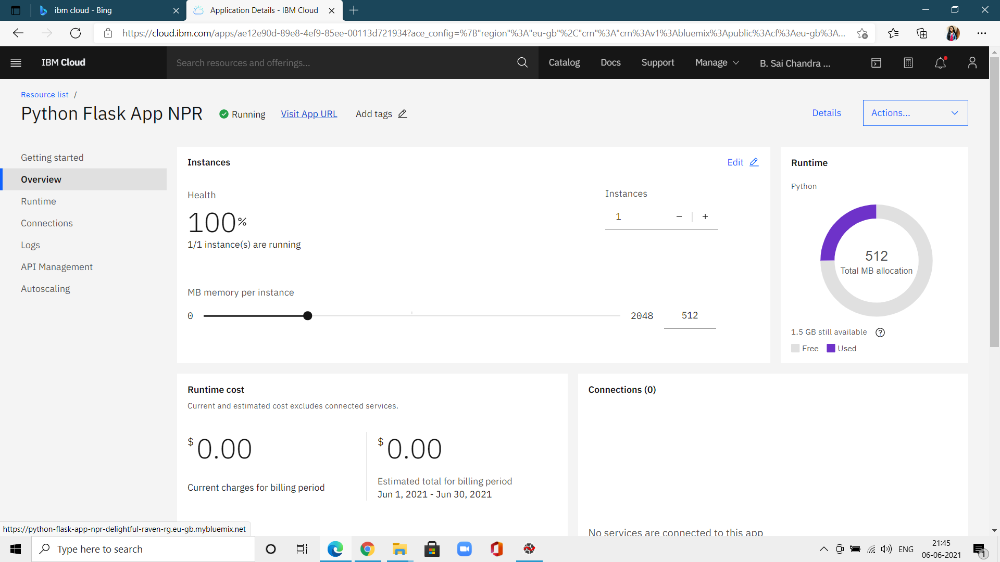 ibm cloud - Bing
Application Details - IBM Cloud
https://cloud.ibm.com/apps/ae12e90d-89e8-4ef9-85ee-00113d721934?ace_config=%7B"region"%3A"eu-gb"%2C"crn"%3A"crn%3Av1%3Abluemix%3Apublic%3Acf%3Aeu-gb%3A...
IBM Cloud
Search resources and offerings...
Catalog
Docs
Support
Manage
B. Sai Chandra ...
Resource list /
Python Flask App NPR
Running
Visit App URL
Add tags
Details
Actions...
Getting started
Overview
Runtime
Connections
Logs
API Management
Autoscaling
Instances
Edit
Health
100%
1/1 instance(s) are running
Instances
1
MB memory per instance
0
2048
512
Runtime
Python
512
Total MB allocation
1.5 GB still available
Free
Used
Runtime cost
Current and estimated cost excludes connected services.
$0.00
Current charges for billing period
$0.00
Estimated total for billing period
Jun 1, 2021 - Jun 30, 2021
Connections (0)
No services are connected to this app
https://python-flask-app-npr-delightful-raven-rg.eu-gb.mybluemix.net
Type here to search
ENG
21:45
06-06-2021
1